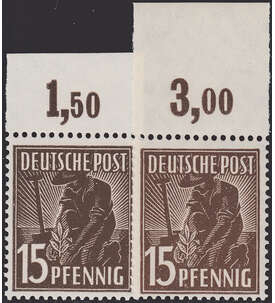 1,50
3,00
DEUTSCHE POST
15 PFENNIG
DEUTSCHE POST
15 PFENNIG